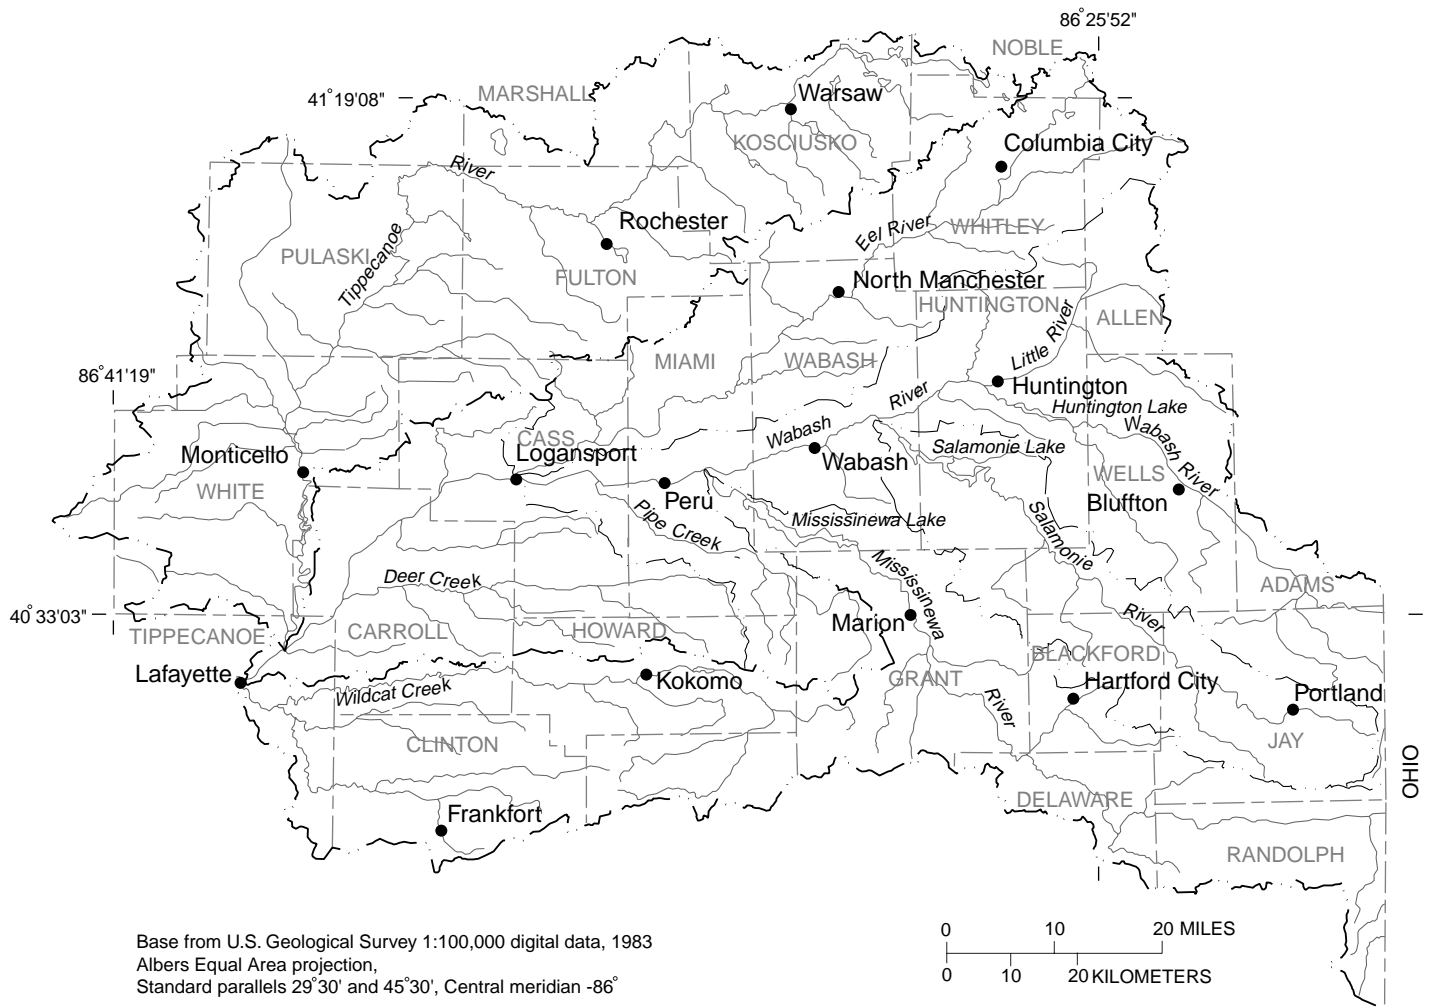 86°25'52"
NOBLE
41°19'08"
MARSHALL
Warsaw
KOSCIUSKO
Columbia City
River
Rochester
Eel River
WHITLEY
PULASKI
Tippecanoe
FULTON
North Manchester
HUNTINGTON
ALLEN
Little River
MIAMI
WABASH
86°41'19"
Huntington
River
Huntington Lake
Wabash River
Wabash
CASS
Logansport
Salamonie Lake
Monticello
Wabash
WHITE
WELLS
Peru
Bluffton
Pipe Creek
Mississinewa Lake
Salamonie
Mississinewa
Deer Creek
ADAMS
40°33'03"
River
Marion
TIPPECANOE
CARROLL
HOWARD
BLACKFORD
Lafayette
Kokomo
GRANT
Hartford City
Wildcat Creek
River
Portland
CLINTON
JAY
OHIO
DELAWARE
Frankfort
RANDOLPH
Base from U.S. Geological Survey 1:100,000 digital data, 1983
Albers Equal Area projection,
Standard parallels 29°30' and 45°30', Central meridian -86°
0 10 20 MILES
0 10 20 KILOMETERS